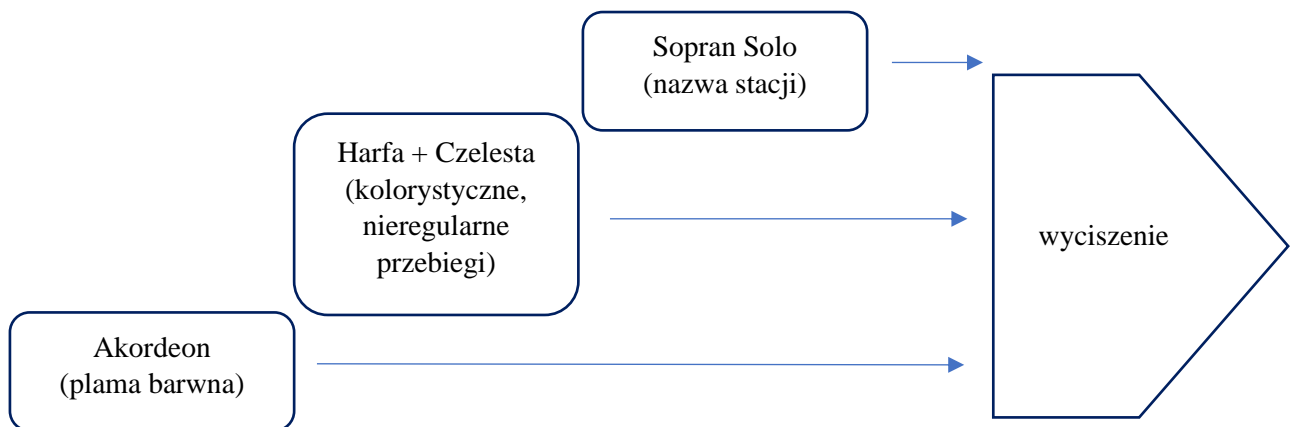 Sopran Solo
(nazwa stacji)
Harfa + Czelesta
(kolorystyczne,
nieregularne
przebiegi)
wyciszenie
Akordeon
(plama barwna)